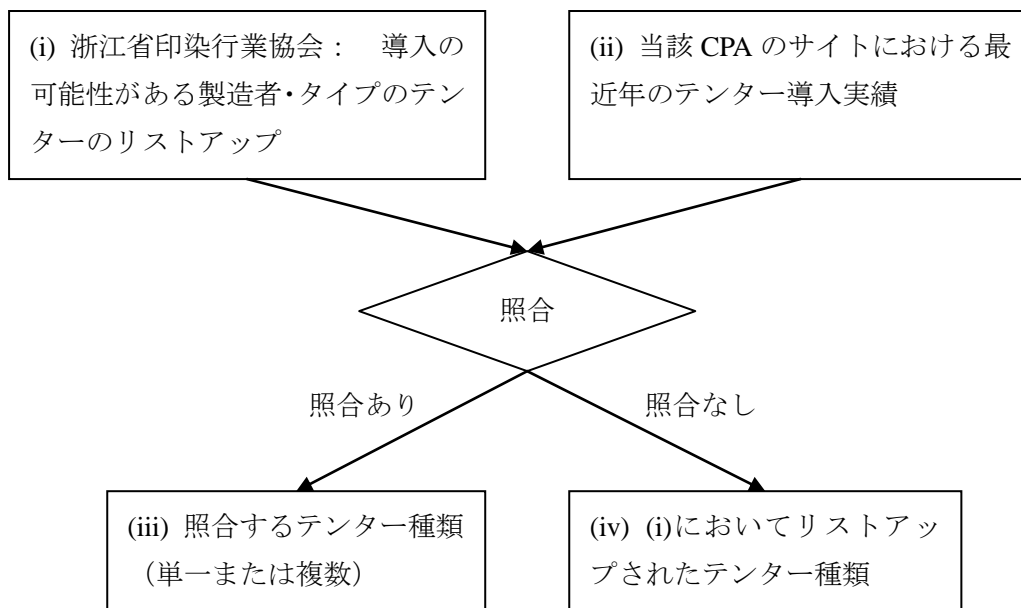 (i) 浙江省印染行業協会： 導入の
可能性がある製造者・タイプのテン
ターのリストアップ
(ii) 当該 CPA のサイトにおける最
近年のテンター導入実績
照合
照合あり
照合なし
(iii) 照合するテンター種類
（単一または複数）
(iv) (i)においてリストアッ
プされたテンター種類